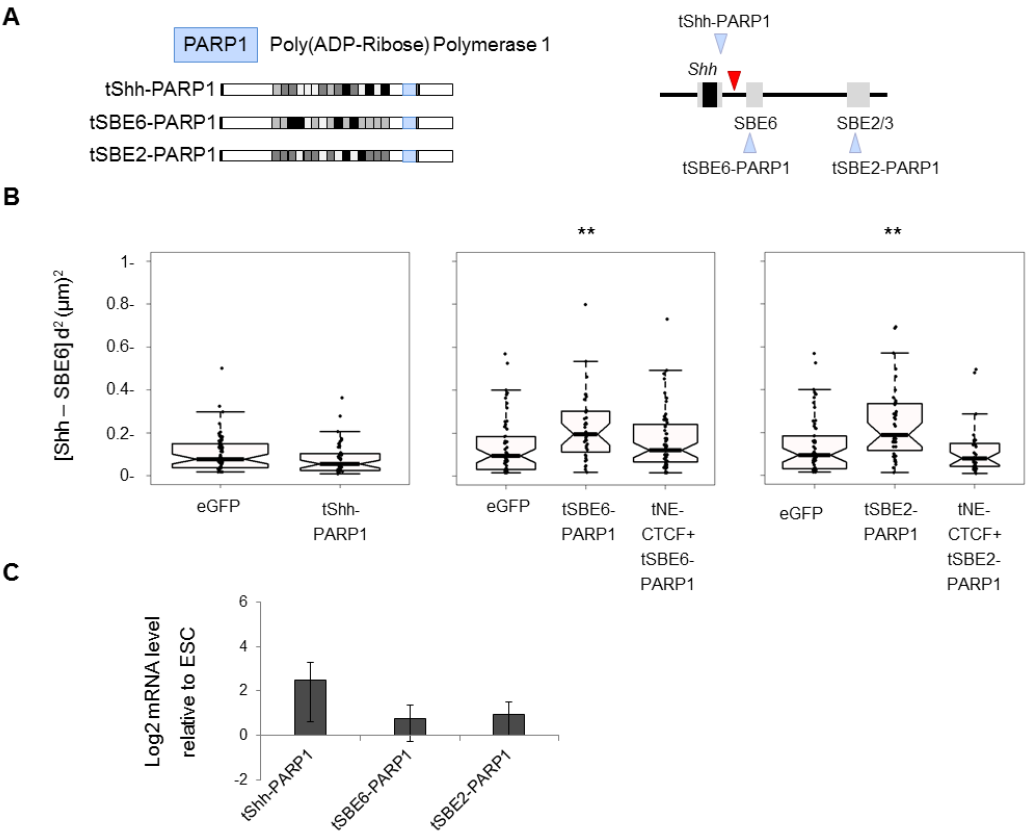 A
PARP1 Poly(ADP-Ribose) Polymerase 1
tShh-PARP1
tSBE6-PARP1
tSBE2-PARP1
tShh-PARP1
Shh
SBE6 SBE2/3
tSBE6-PARP1 tSBE2-PARP1
B
** **
[Shh – SBE6] d² (μm)²
1-
0.8-
0.6-
0.4-
0.2-
0-
eGFP
tShh-
PARP1
eGFP
tSBE6-
PARP1
tNE-
CTCF+
tSBE6-
PARP1
eGFP
tSBE2-
PARP1
tNE-
CTCF+
tSBE2-
PARP1
C
Log2 mRNA level
relative to ESC
6
4
2
0
-2
tShh-PARP1
tSBE6-PARP1
tSBE2-PARP1